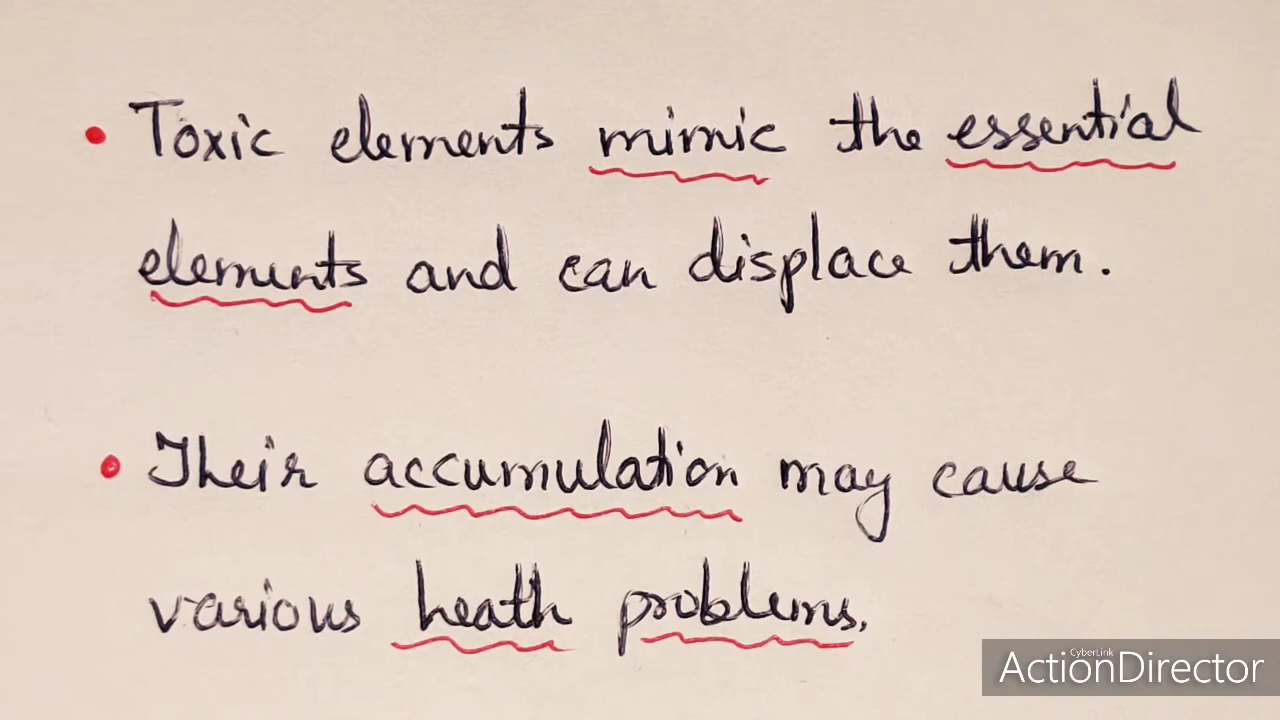 • Toxic elements mimic the essential
elements and can displace them.
• Their accumulation may cause
various heath problems.
CyberLink
ActionDirector